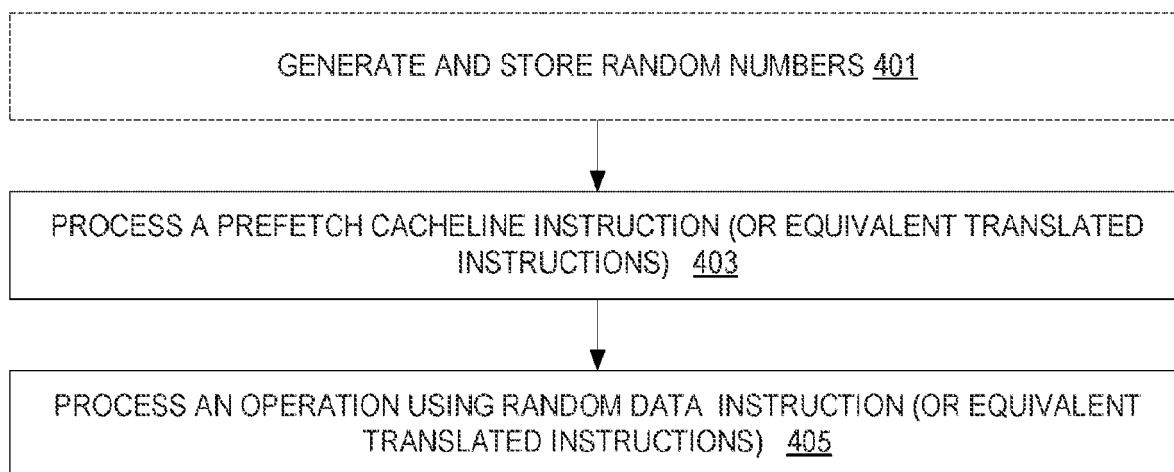 GENERATE AND STORE RANDOM NUMBERS 401
PROCESS A PREFETCH CACHELINE INSTRUCTION (OR EQUIVALENT TRANSLATED
INSTRUCTIONS) 403
PROCESS AN OPERATION USING RANDOM DATA INSTRUCTION (OR EQUIVALENT
TRANSLATED INSTRUCTIONS) 405